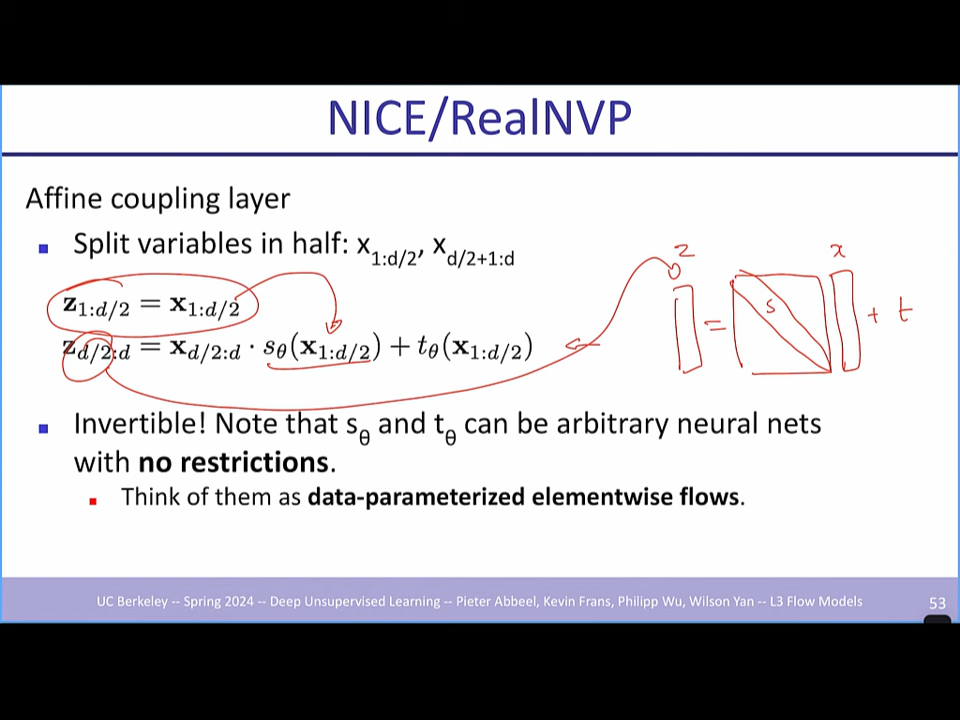 NICE/RealNVP
Affine coupling layer
Split variables in half: x1:d/2, xd/2+1:d
z1:d/2 = x1:d/2
zd/2:d = xd/2:d · sθ(x1:d/2) + tθ(x1:d/2)
z = s x + t
Invertible! Note that sθ and tθ can be arbitrary neural nets
with no restrictions.
Think of them as data-parameterized elementwise flows.
UC Berkeley -- Spring 2024 -- Deep Unsupervised Learning -- Pieter Abbeel, Kevin Frans, Philipp Wu, Wilson Yan -- L3 Flow Models
53